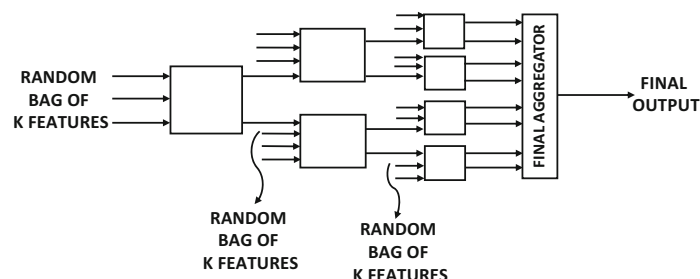 RANDOM
BAG OF
K FEATURES
RANDOM
BAG OF
K FEATURES
RANDOM
BAG OF
K FEATURES
FINAL AGGREGATOR
FINAL
OUTPUT